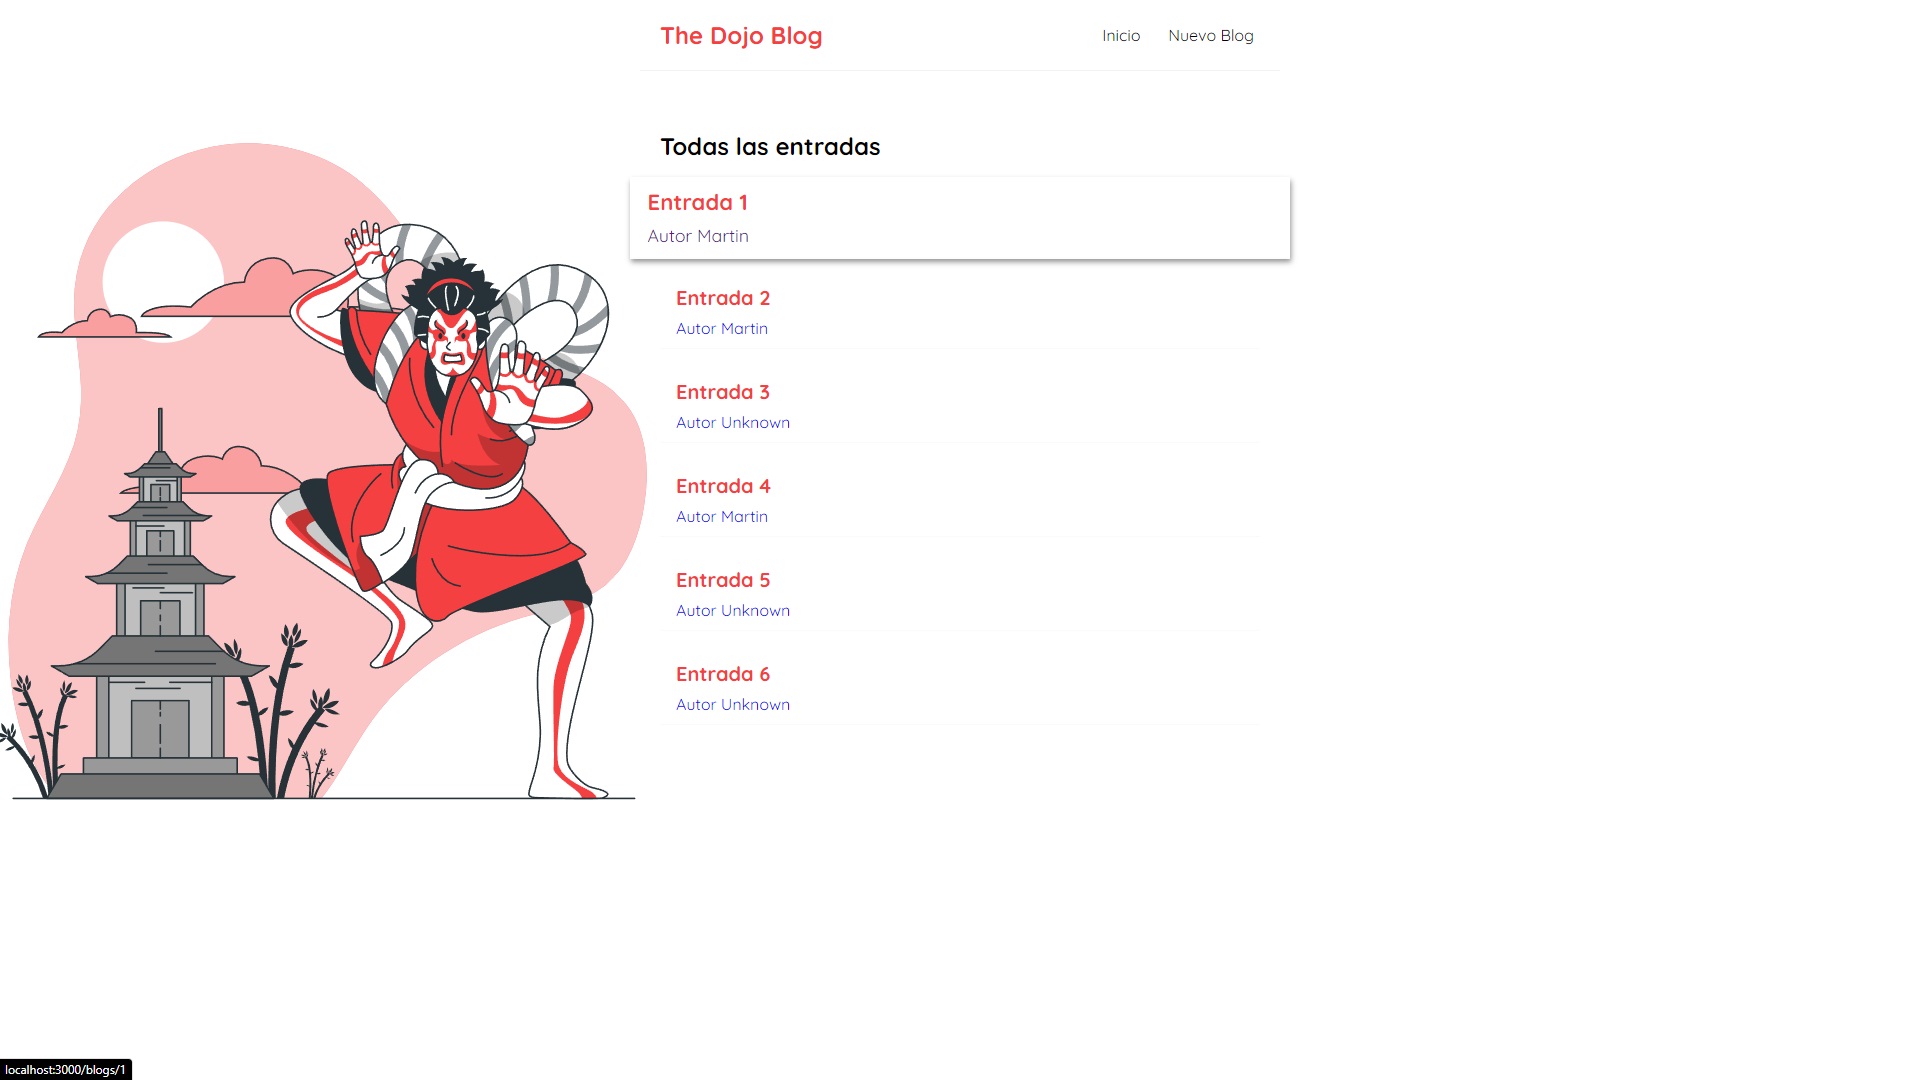 The Dojo Blog
Inicio
Nuevo Blog
Todas las entradas
Entrada 1
Autor Martin
Entrada 2
Autor Martin
Entrada 3
Autor Unknown
Entrada 4
Autor Martin
Entrada 5
Autor Unknown
Entrada 6
Autor Unknown
localhost:3000/blogs/1